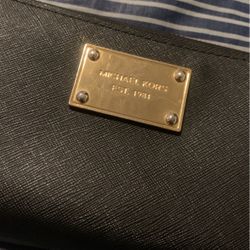 MICHAEL KORS
EST. 1981